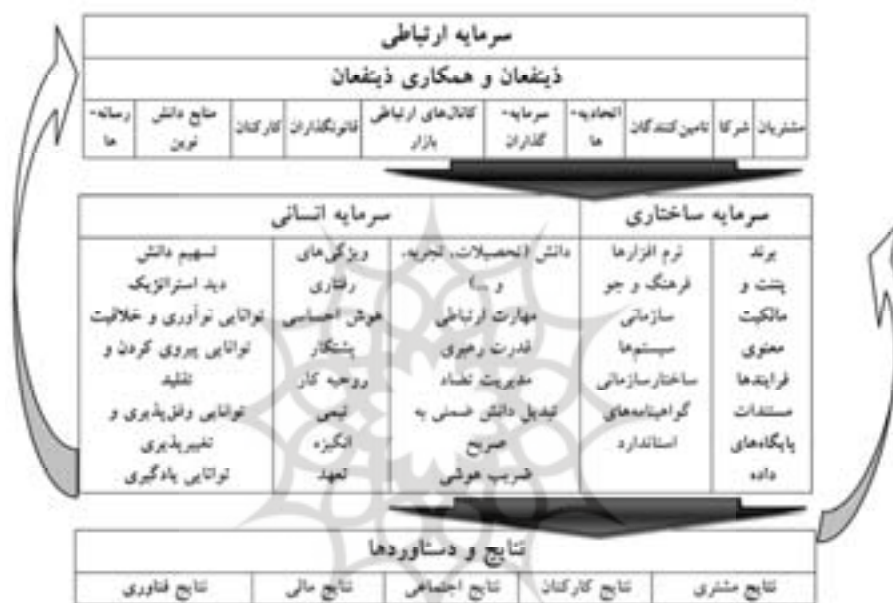 سرمایه ارتباطی
ذینفعان و همکاری ذینفعان
مشتریان
شرکا
تامین‌کنندگان
اتحادیه-
ها
سرمایه-
گذاران
کانال‌های ارتباطی
بازار
قانونگذاران
کارکنان
منابع دانش
نوین
رسانه-
ها
سرمایه ساختاری
برند
پتنت و
مالکیت
معنوی
فرایندها
مستندات
پایگاه‌های
داده
نرم افزارها
فرهنگ و جو
سازمانی
سیستم‌ها
ساختارسازمانی
گواهینامه‌های
استاندارد
سرمایه انسانی
دانش (تحصیلات، تجربه،
و ...)
مهارت ارتباطی
قدرت رهبری
مدیریت تضاد
تبدیل دانش ضمنی به
صریح
ضریب هوشی
ویژگی‌های
رفتاری
هوش احساسی
پشتکار
روحیه کار
تیمی
انگیزه
تعهد
تسهیم دانش
دید استراتژیک
توانایی نوآوری و خلاقیت
توانایی پیروی کردن و
تقلید
توانایی وفق‌پذیری و
تغییرپذیری
توانایی یادگیری
نتایج و دستاوردها
نتایج مشتری
نتایج کارکنان
نتایج اجتماعی
نتایج مالی
نتایج فناوری